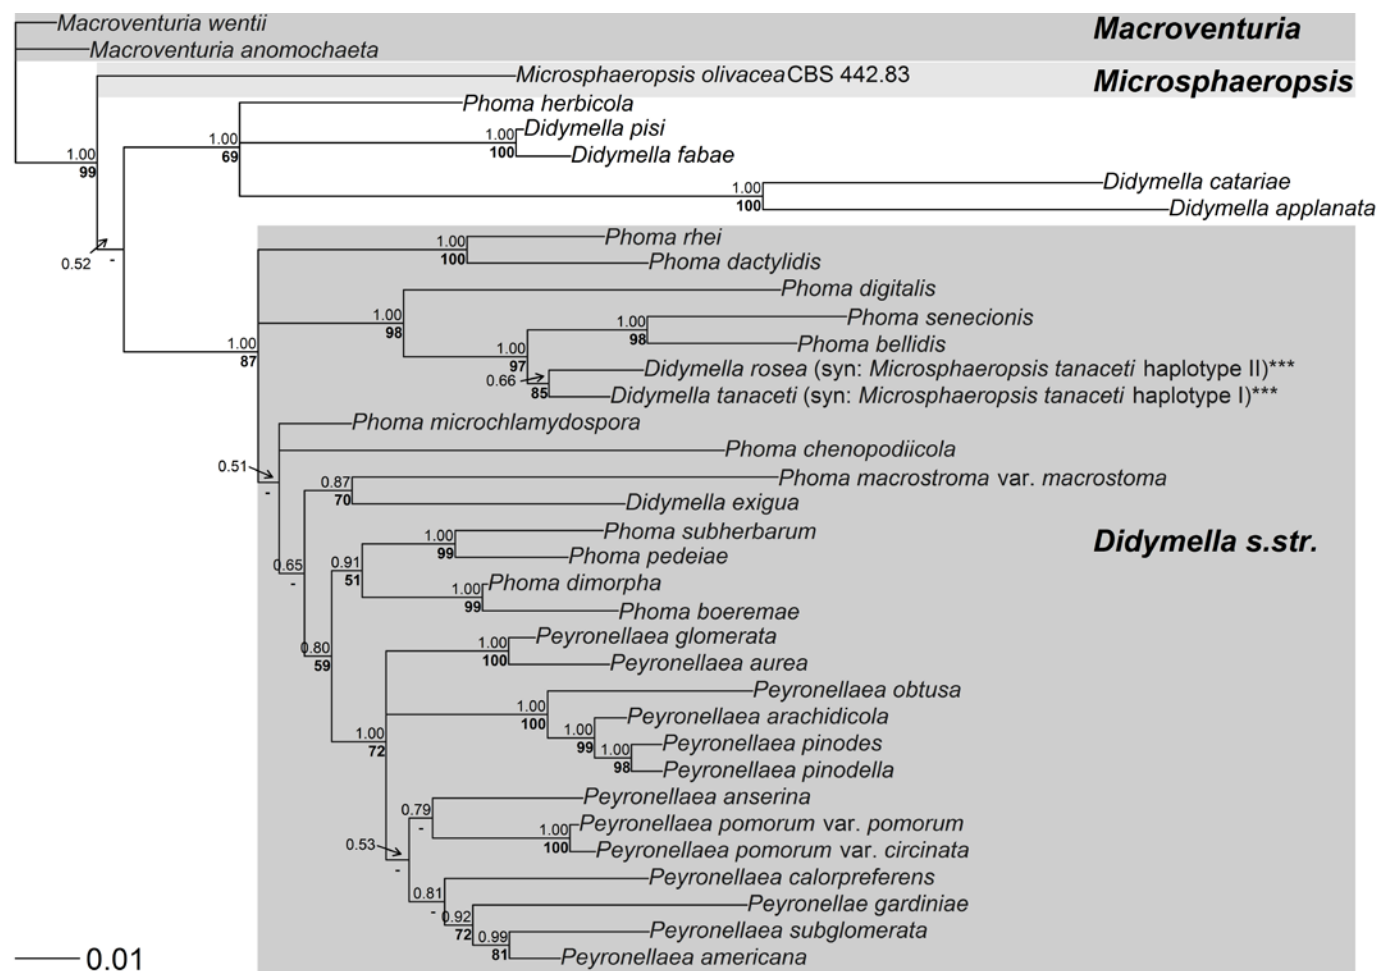 Macroventuria wentii
Macroventuria
Macroventuria anomochaeta
Microsphaeropsis olivaceaCBS 442.83
Microsphaeropsis
Phoma herbicola
1.00
69
Didymella pisi
1.00
100
Didymella fabae
1.00
99
Didymella catariae
1.00
100
Didymella applanata
0.52
-
Phoma rhei
1.00
100
Phoma dactylidis
Phoma digitalis
1.00
98
Phoma senecionis
1.00
98
Phoma bellidis
1.00
87
1.00
97
Didymella rosea (syn: Microsphaeropsis tanaceti haplotype II)***
0.66
85
Didymella tanaceti (syn: Microsphaeropsis tanaceti haplotype I)***
Phoma microchlamydospora
Phoma chenopodiicola
0.51
-
Phoma macrostroma var. macrostoma
0.87
70
Didymella exigua
Phoma subherbarum
Didymella s.str.
1.00
99
Phoma pedeiae
0.65
-
0.91
51
Phoma dimorpha
1.00
99
Phoma boeremae
Peyronellaea glomerata
1.00
100
0.80
59
Peyronellaea aurea
Peyronellaea obtusa
1.00
100
Peyronellaea arachidicola
1.00
99
1.00
72
Peyronellaea pinodes
1.00
98
Peyronellaea pinodella
Peyronellaea anserina
0.79
-
Peyronellaea pomorum var. pomorum
1.00
100
0.53
-
Peyronellaea pomorum var. circinata
Peyronellaea calorpreferens
0.81
-
Peyronellae gardiniae
0.92
72
Peyronellaea subglomerata
0.99
81
Peyronellaea americana
0.01